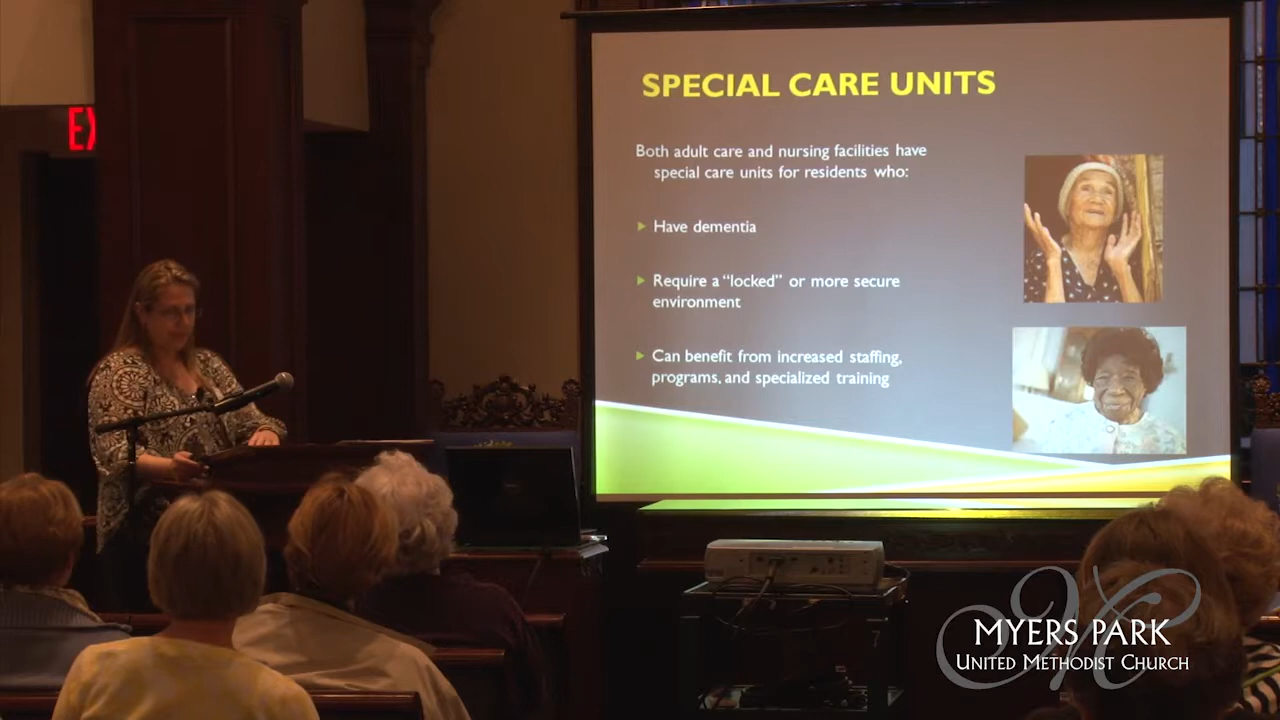 EX
SPECIAL CARE UNITS
Both adult care and nursing facilities have
special care units for residents who:
Have dementia
Require a “locked” or more secure
environment
Can benefit from increased staffing,
programs, and specialized training
MYERS PARK
UNITED METHODIST CHURCH